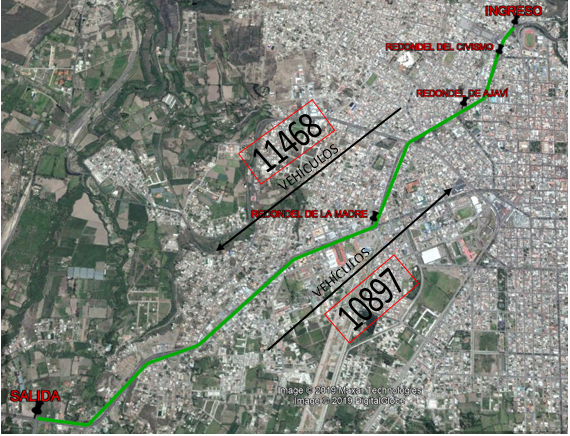 INGRESO
REDONDEL DEL CIVISMO
REDONDEL DE AJAVÍ
11468
VEHÍCULOS
REDONDEL DE LA MADRE
VEHÍCULOS
10897
Image © 2019 Maxar Technologies
Image © 2019 DigitalGlobe
SALIDA